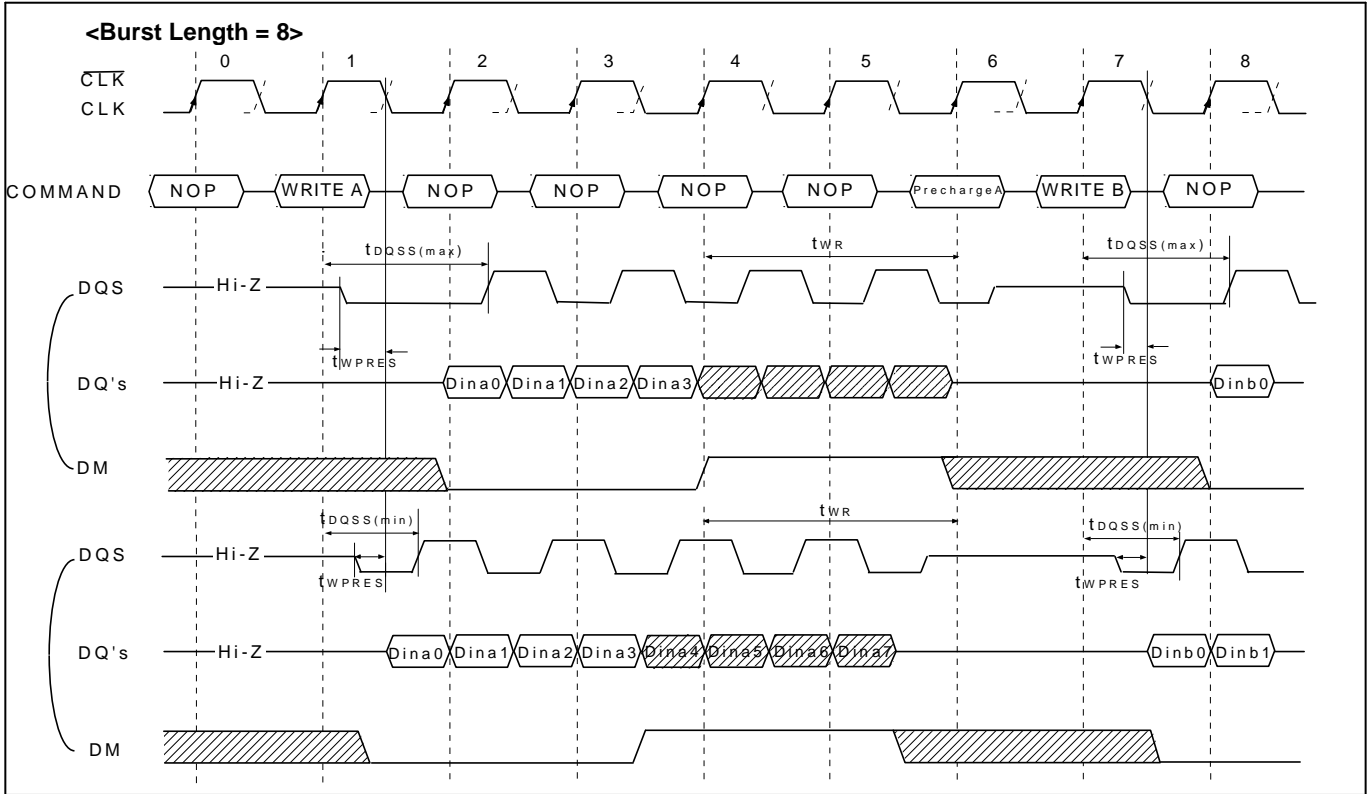 <Burst Length = 8>
0 1 2 3 4 5 6 7 8
CLK
CLK
COMMAND NOP WRITE A NOP NOP NOP NOP PrechargeA WRITE B NOP
tDQSS(max) tWR tDQSS(max)
DQS Hi-Z
tWPRES tWPRES
DQ's Hi-Z Dina0 Dina1 Dina2 Dina3 Dinb0
DM
tDQSS(min) tWR tDQSS(min)
DQS Hi-Z
tWPRES tWPRES
DQ's Hi-Z Dina0 Dina1 Dina2 Dina3 Dina4 Dina5 Dina6 Dina7 Dinb0 Dinb1
DM